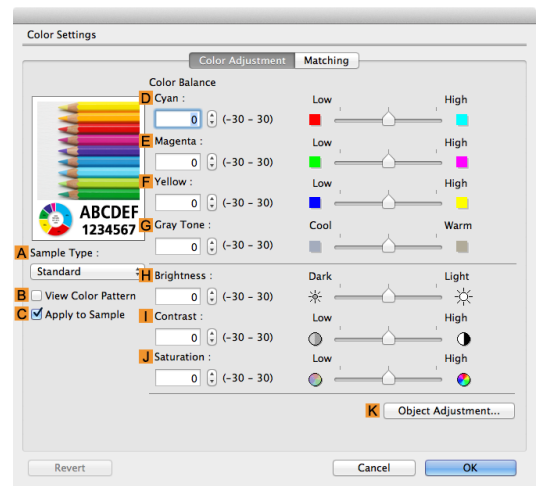 Color Settings
Color Adjustment Matching
Color Balance
D Cyan : Low High
0 (-30 – 30)
E Magenta : Low High
0 (-30 – 30)
F Yellow : Low High
0 (-30 – 30)
ABCDEF
1234567
G Gray Tone : Cool Warm
0 (-30 – 30)
A Sample Type :
Standard
H Brightness : Dark Light
B View Color Pattern
0 (-30 – 30)
C Apply to Sample
I Contrast : Low High
0 (-30 – 30)
J Saturation : Low High
0 (-30 – 30)
K Object Adjustment...
Revert Cancel OK